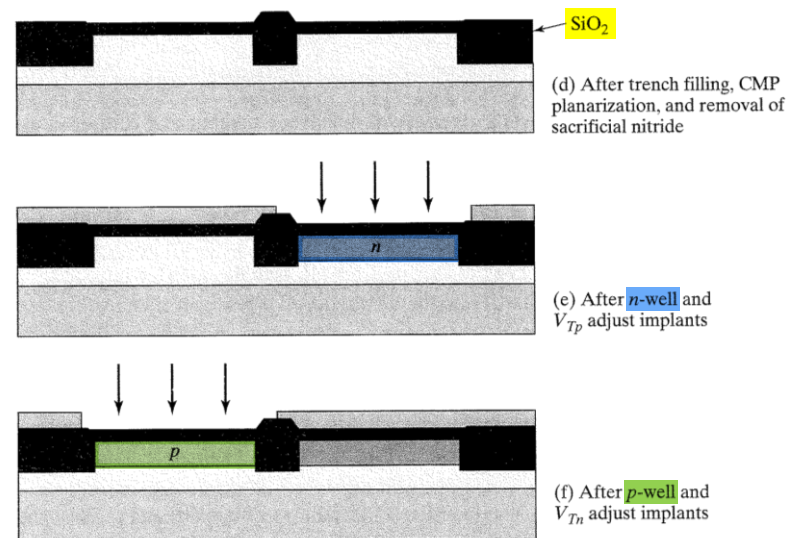 SiO2
(d) After trench filling, CMP
planarization, and removal of
sacrificial nitride
n
(e) After n-well and
VTp adjust implants
p
(f) After p-well and
VTn adjust implants